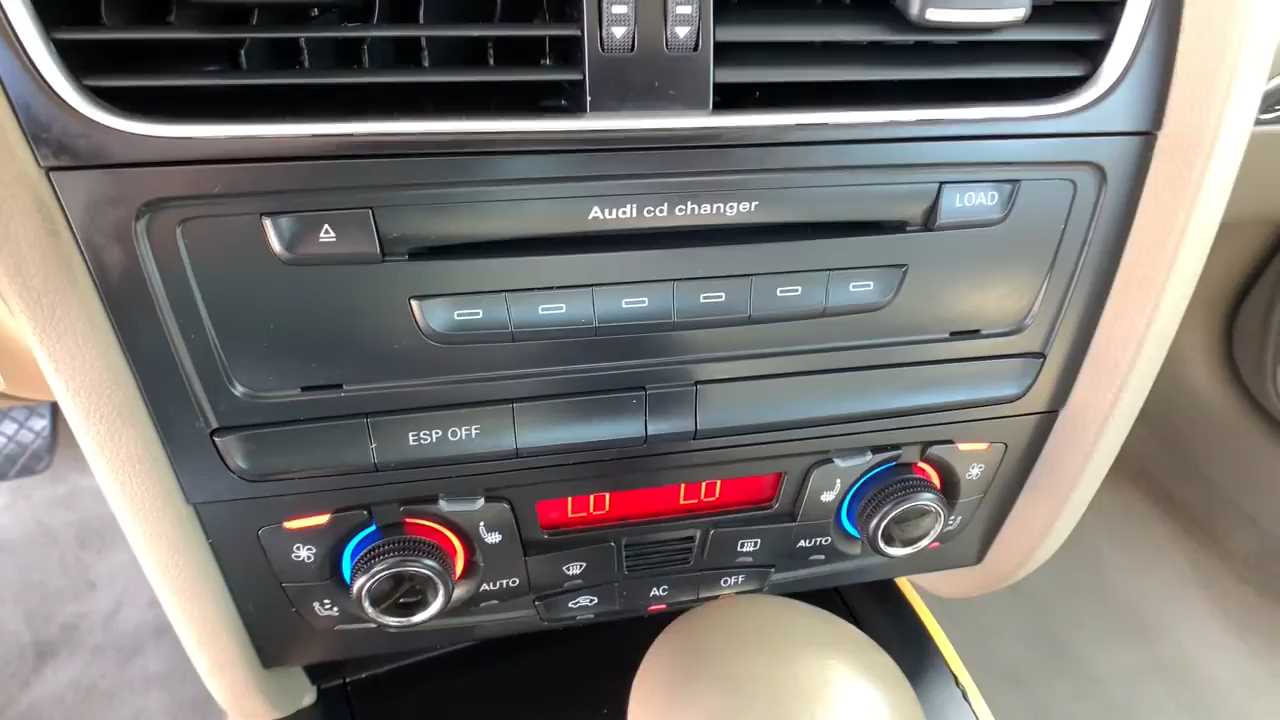 Audi cd changer
LOAD
ESP OFF
LO LO
AUTO
AUTO
AC
OFF